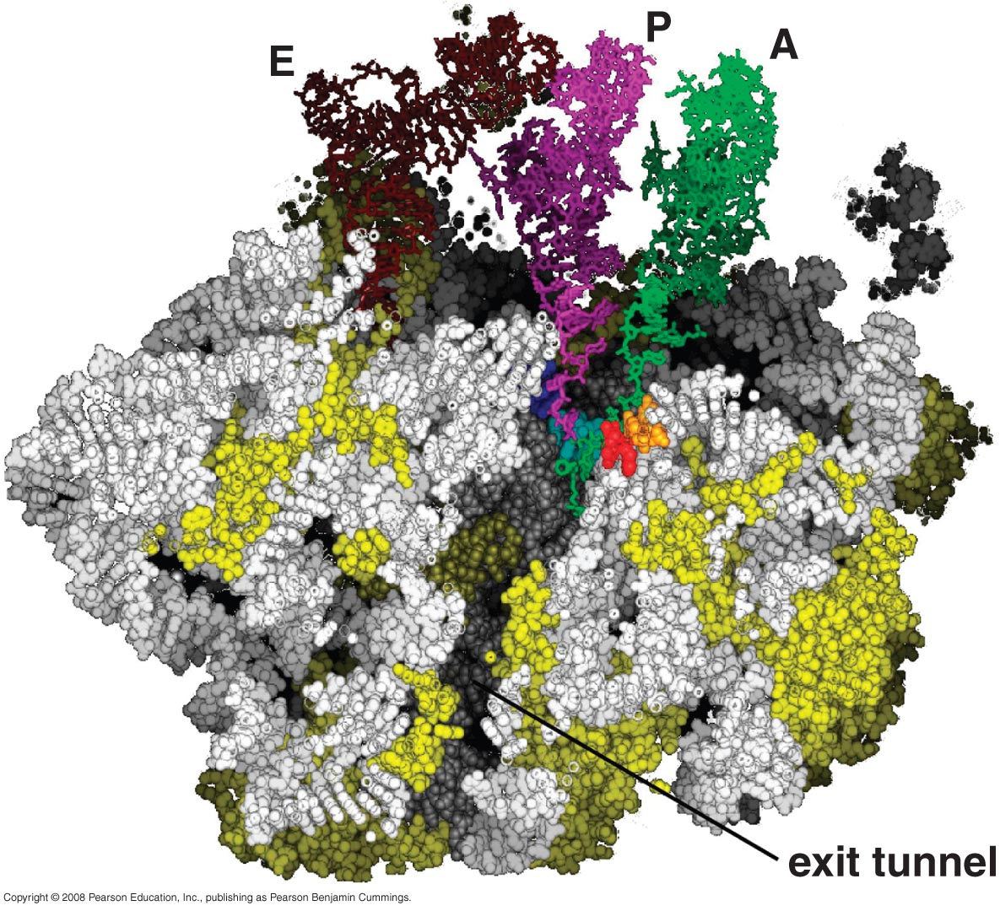 E
P
A
exit tunnel
Copyright © 2008 Pearson Education, Inc., publishing as Pearson Benjamin Cummings.